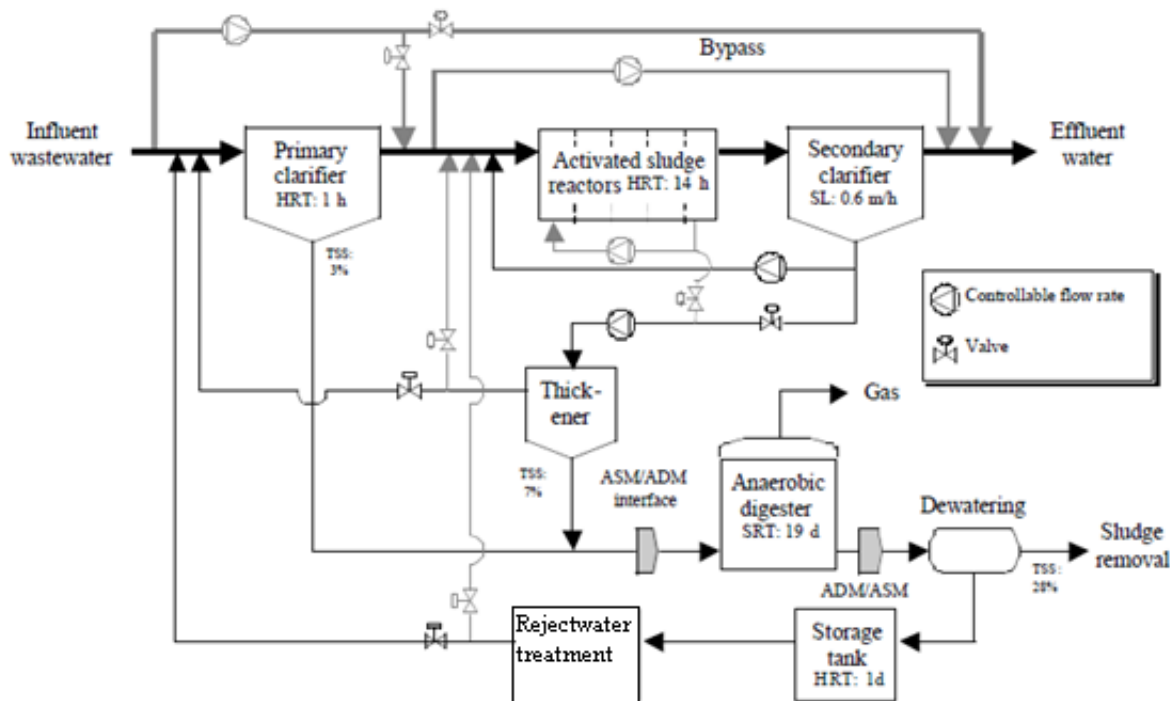 Bypass
Influent
wastewater
Primary
clarifier
HRT: 1 h
Activated sludge
reactors HRT: 14 h
Secondary
clarifier
SL: 0.6 m/h
Effluent
water
TSS:
3%
Controllable flow rate
Valve
Thick-
ener
Gas
TSS:
7%
ASM/ADM
interface
Anaerobic
digester
SRT: 19 d
Dewatering
Sludge
removal
TSS:
28%
ADM/ASM
Rejectwater
treatment
Storage
tank
HRT: 1d